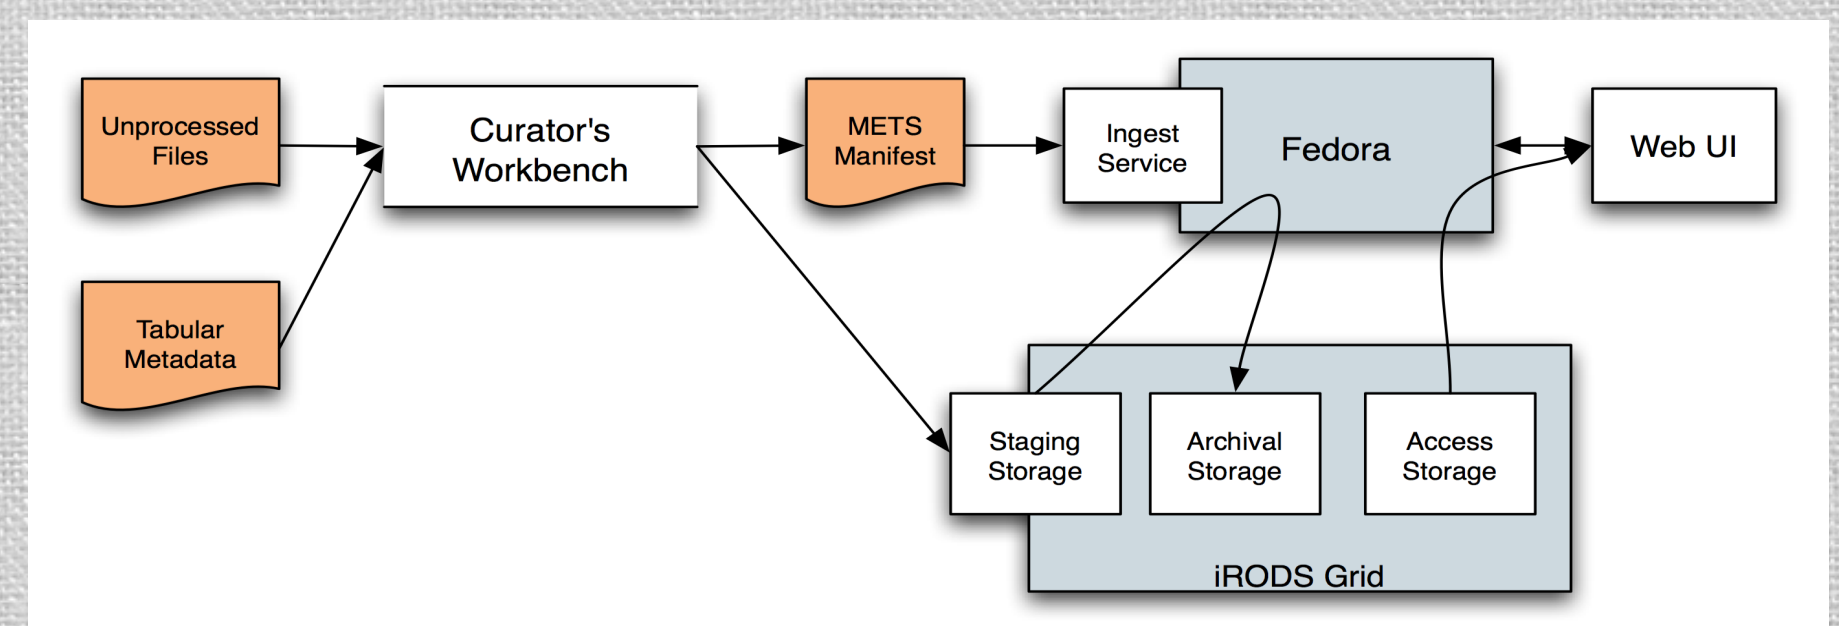 Unprocessed
Files
Curator's
Workbench
METS
Manifest
Ingest
Service
Fedora
Web UI
Tabular
Metadata
Staging
Storage
Archival
Storage
Access
Storage
iRODS Grid